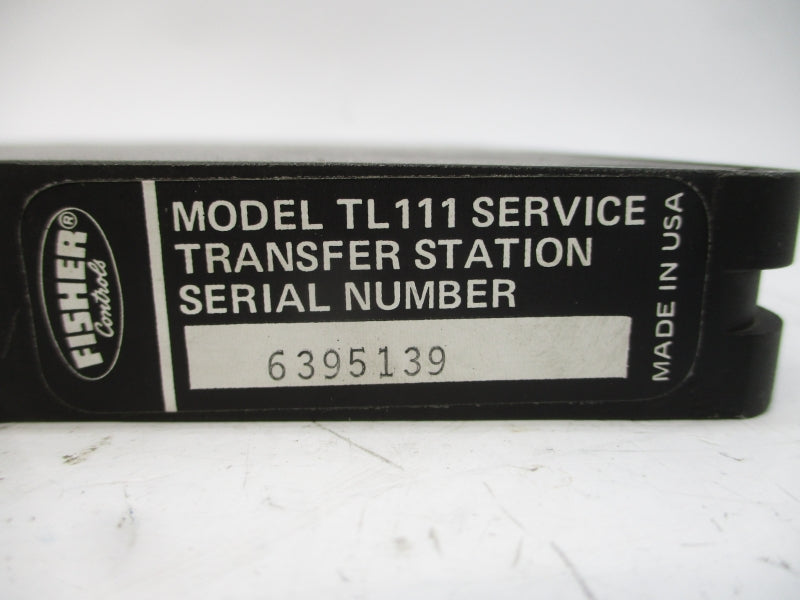 FISHER®
Controls
MODEL TL111 SERVICE
TRANSFER STATION
SERIAL NUMBER
6395139
MADE IN USA